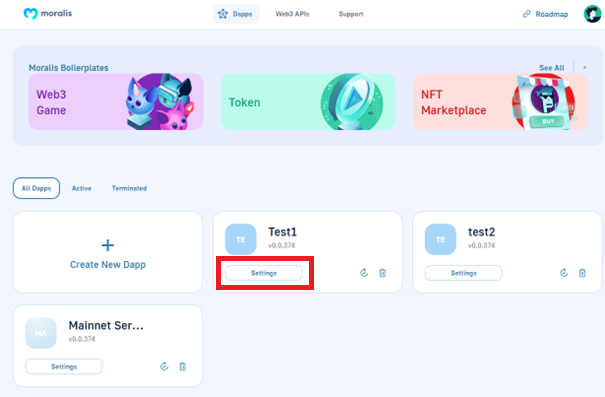 moralis
Dapps
Web3 APIs
Support
Roadmap
Moralis Boilerplates
See All
Web3
Game
Token
NFT
Marketplace
BUY
All Dapps
Active
Terminated
+
Create New Dapp
TE
Test1
v0.0.374
Settings
TE
test2
v0.0.374
Settings
MA
Mainnet Ser...
v0.0.374
Settings